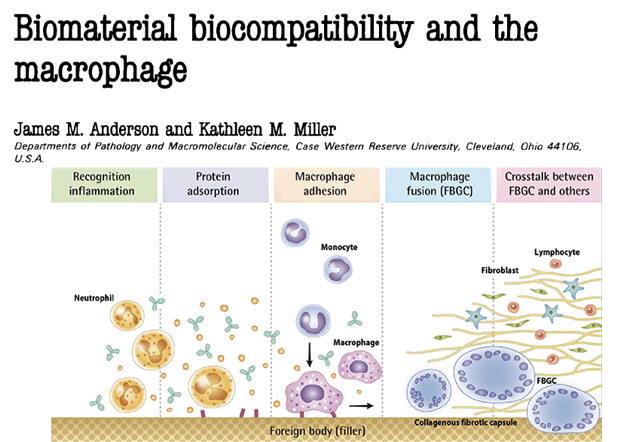 Biomaterial biocompatibility and the
macrophage
James M. Anderson and Kathleen M. Miller
Departments of Pathology and Macromolecular Science, Case Western Reserve University, Cleveland, Ohio 44106,
U.S.A.
Recognition
inflammation
Protein
adsorption
Macrophage
adhesion
Macrophage
fusion (FBGC)
Crosstalk between
FBGC and others
Monocyte
Lymphocyte
Fibroblast
Neutrophil
Macrophage
FBGC
Collagenous fibrotic capsule
Foreign body (filler)